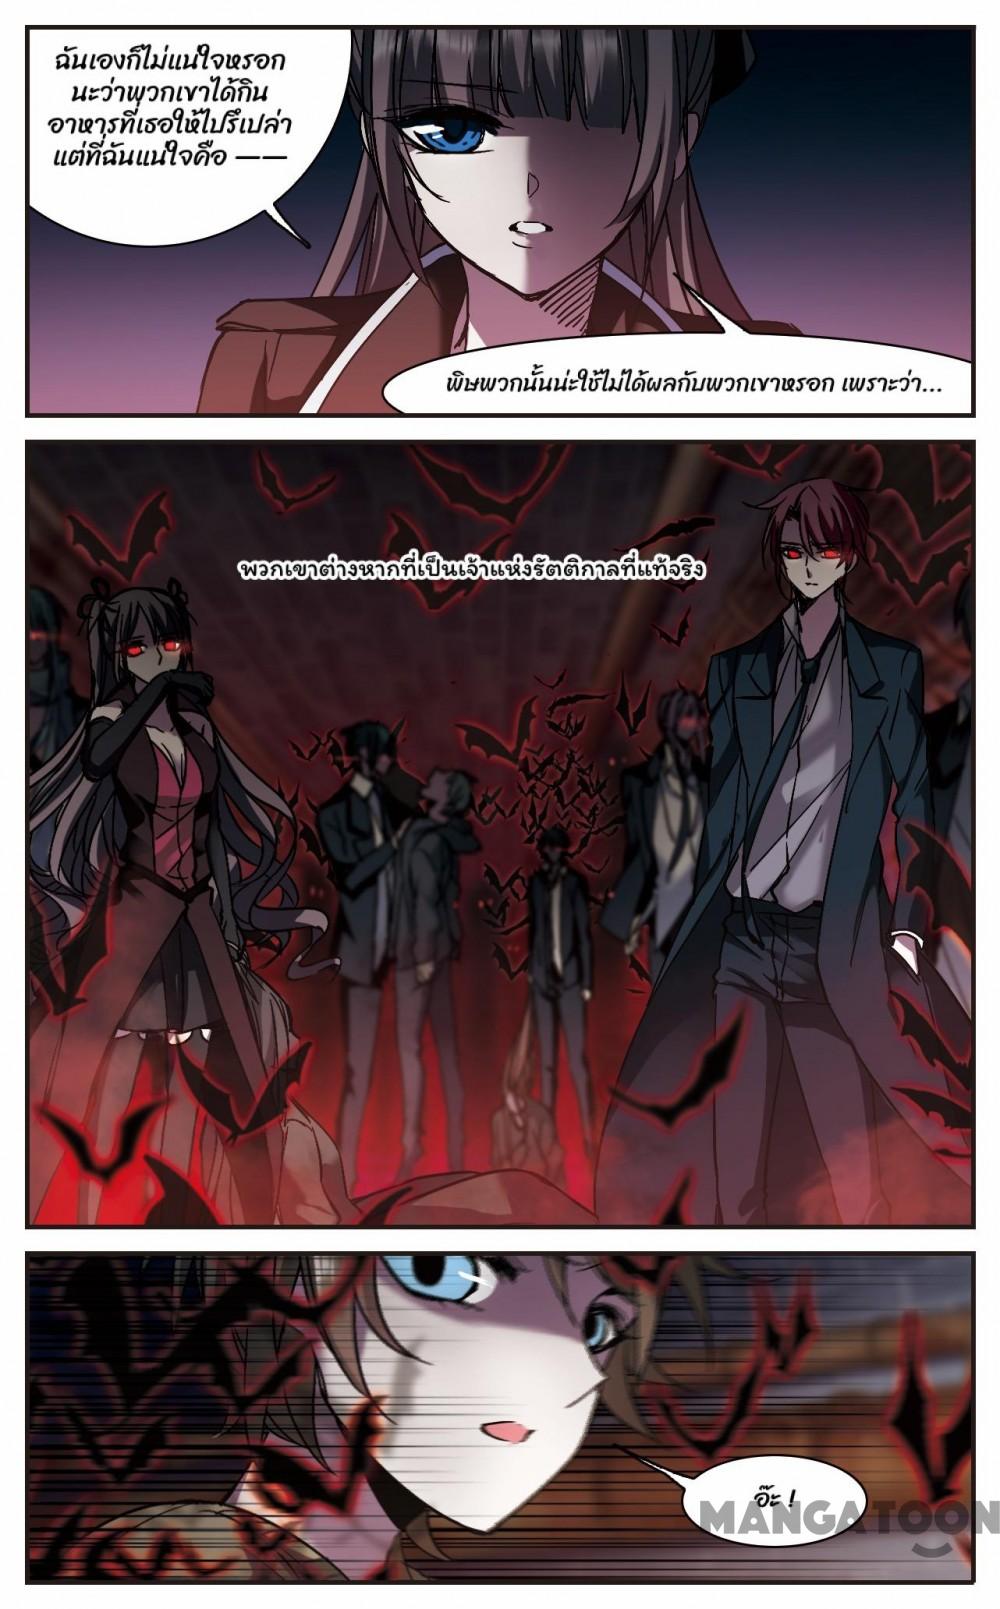 ฉันเองก็ไม่แน่ใจหรอก
นะว่าพวกเขาได้กิน
อาหารที่เธอให้ไปรึเปล่า
แต่ที่ฉันแน่ใจคือ ——
พิษพวกนั้นน่ะใช้ไม่ได้ผลกับพวกเขาหรอก เพราะว่า...
พวกเขาต่างหากที่เป็นเจ้าแห่งรัตติกาลที่แท้จริง
อ๊ะ !
MANGATOON